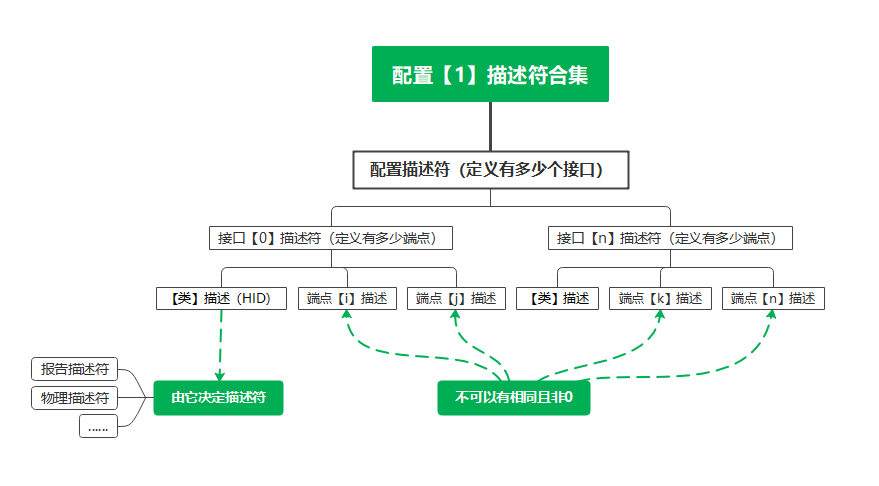 配置【1】描述符合集
配置描述符（定义有多少个接口）
接口【0】描述符（定义有多少端点）
接口【n】描述符（定义有多少端点）
【类】描述（HID）
端点【i】描述
端点【j】描述
【类】描述
端点【k】描述
端点【n】描述
报告描述符
物理描述符
......
由它决定描述符
不可以有相同且非0